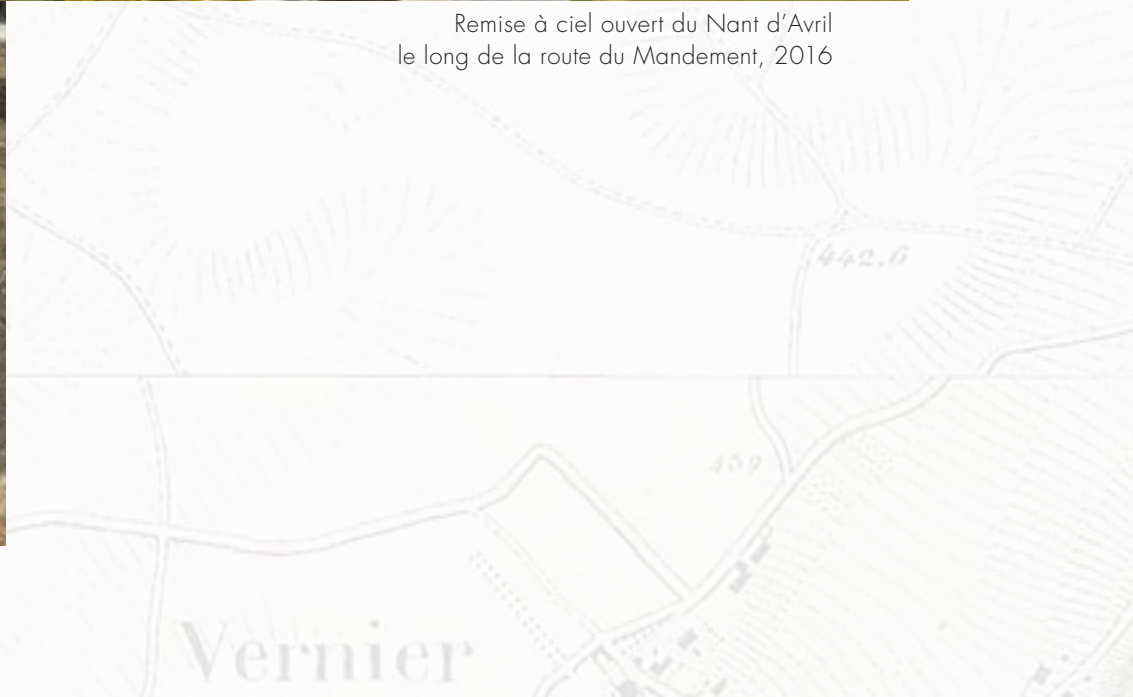 Remise à ciel ouvert du Nant d’Avril
le long de la route du Mandement, 2016
442.6
459
Vernier